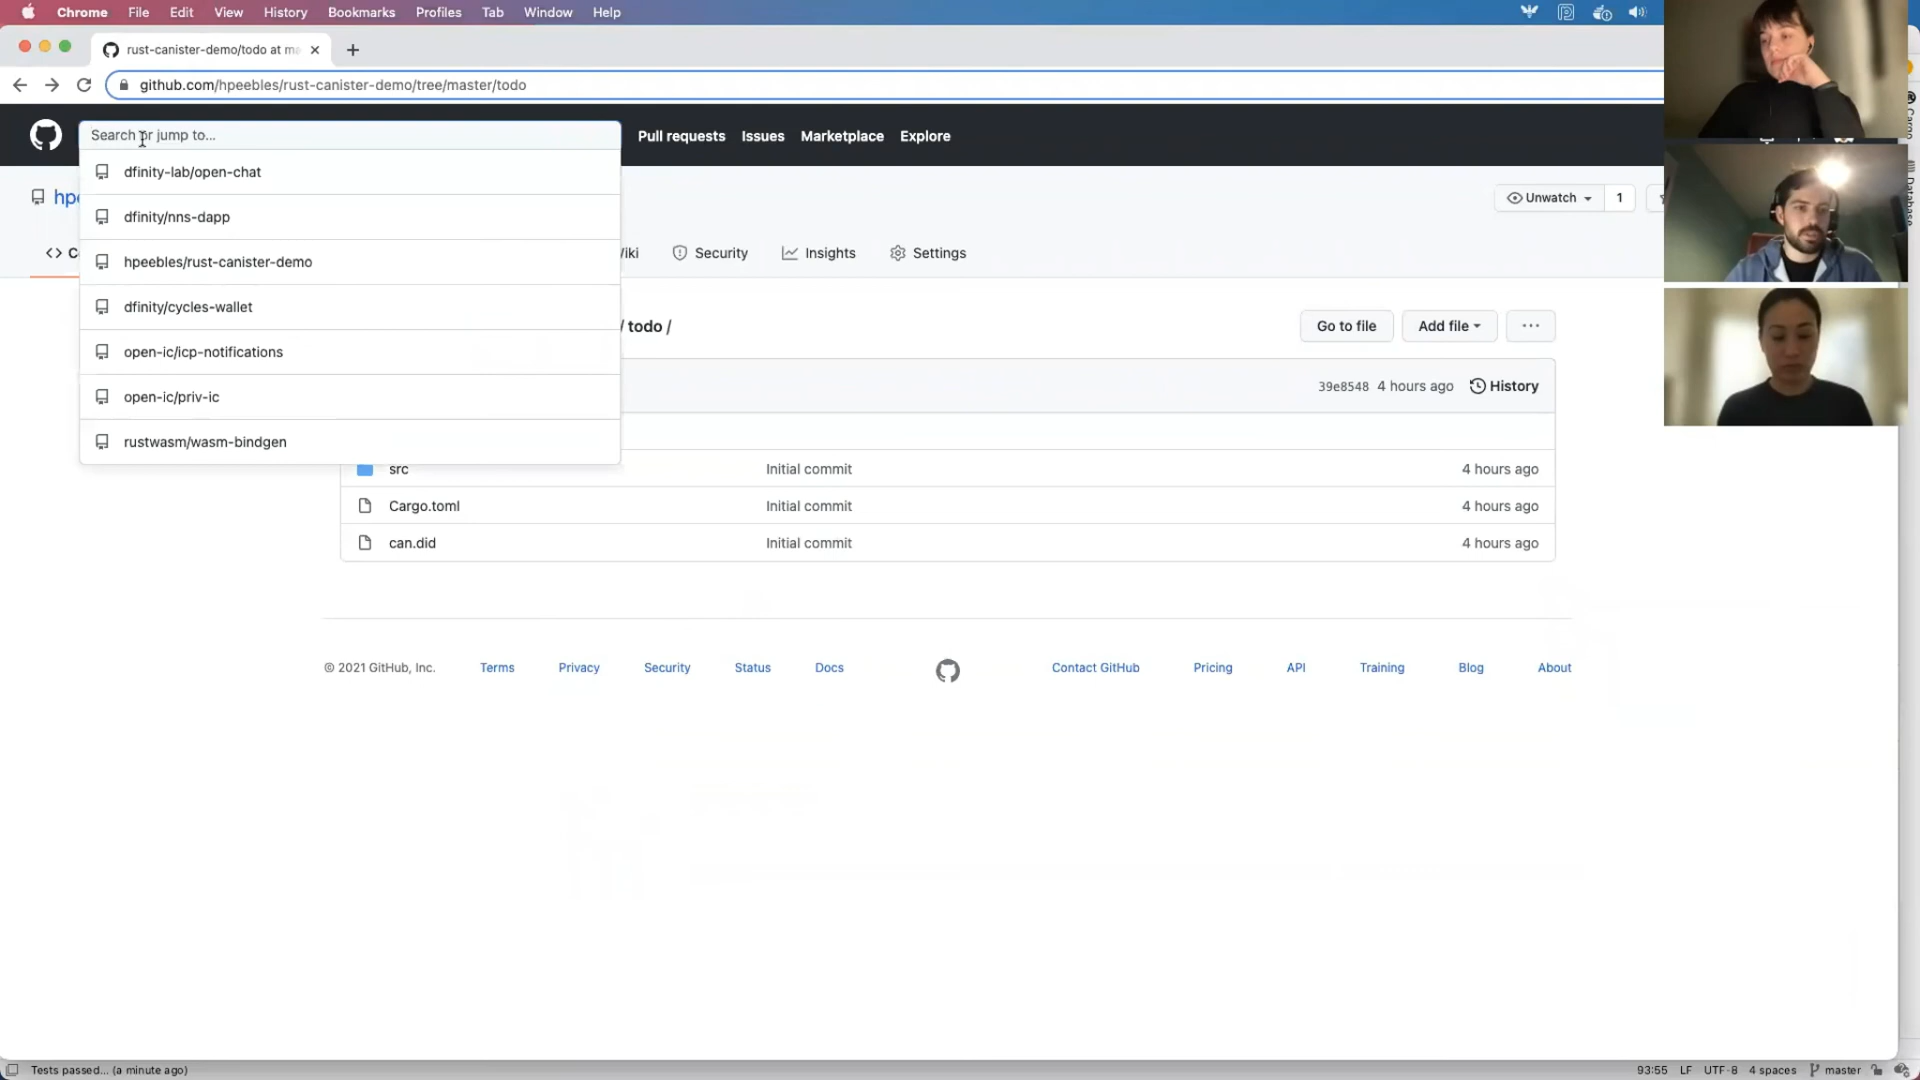 Chrome File Edit View History Bookmarks Profiles Tab Window Help
rust-canister-demo/todo at ma
github.com/hpeebles/rust-canister-demo/tree/master/todo
Search or jump to...
Pull requests Issues Marketplace Explore
dfinity-lab/open-chat
dfinity/nns-dapp
hpeebles/rust-canister-demo
dfinity/cycles-wallet
open-ic/icp-notifications
open-ic/priv-ic
rustwasm/wasm-bindgen
Unwatch 1
Security Insights Settings
/ todo /
Go to file Add file ...
39e8548 4 hours ago History
src Initial commit 4 hours ago
Cargo.toml Initial commit 4 hours ago
can.did Initial commit 4 hours ago
© 2021 GitHub, Inc. Terms Privacy Security Status Docs Contact GitHub Pricing API Training Blog About
Database
Tests passed... (a minute ago) 93:55 LF UTF-8 4 spaces master